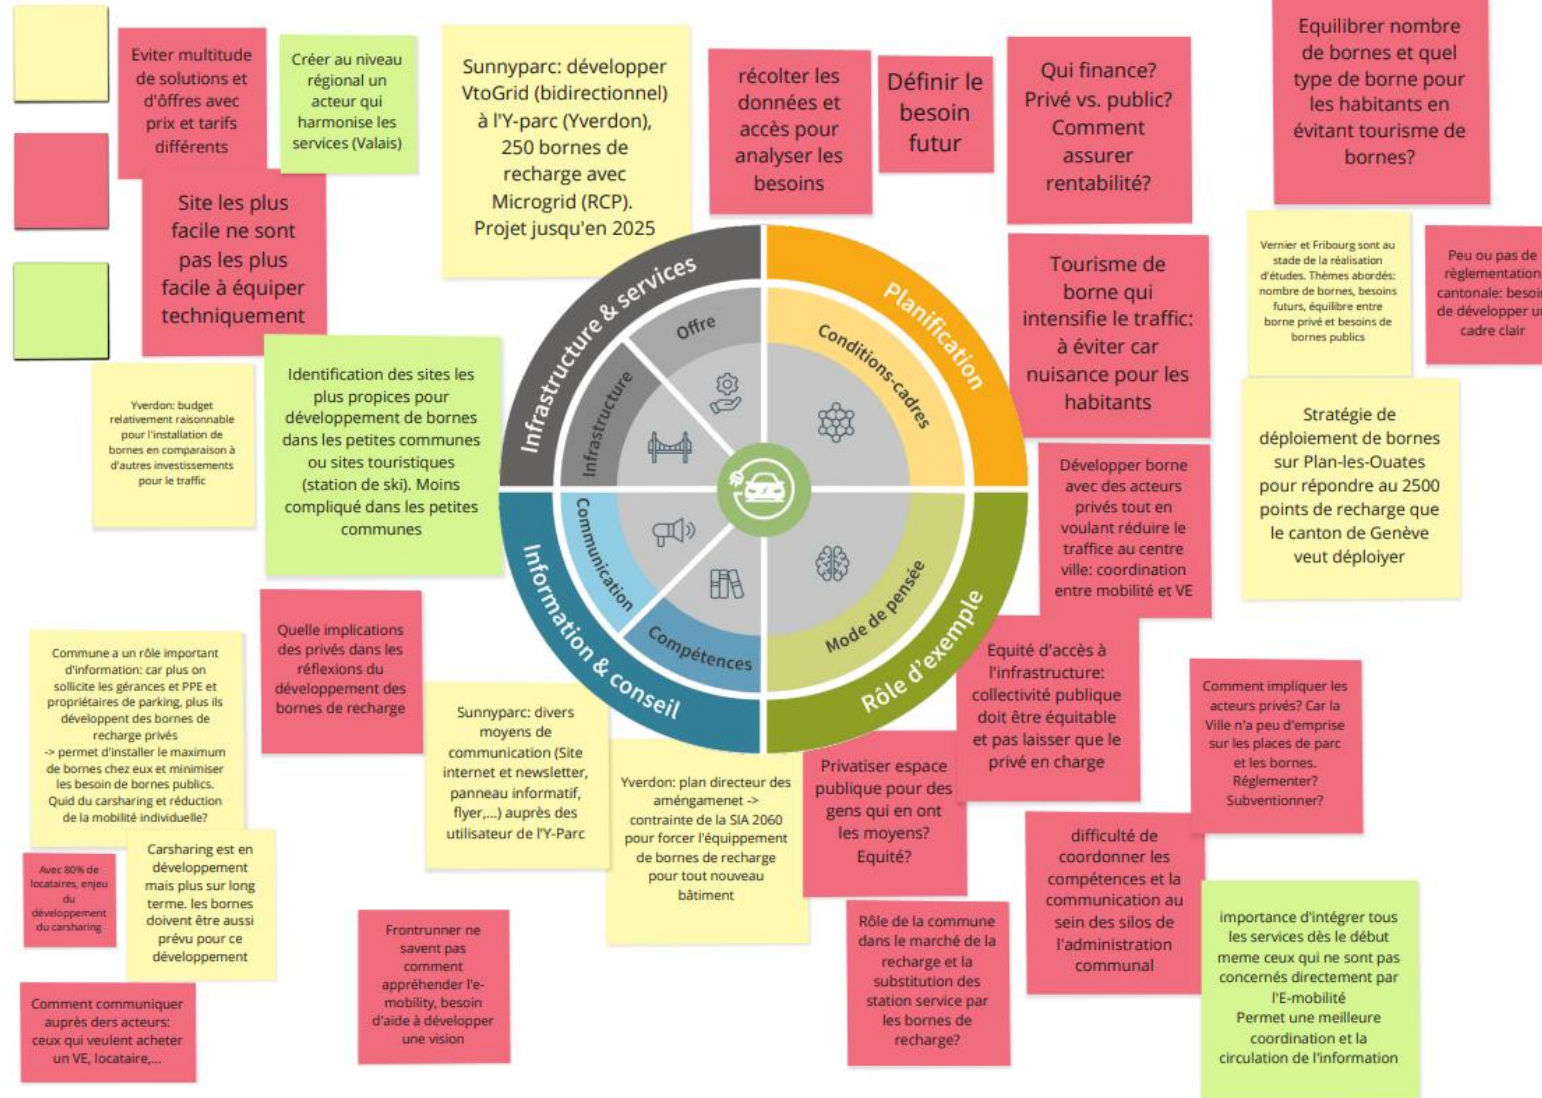 Eviter multitude
de solutions et
d'ôffres avec
prix et tarifs
différents
Créer au niveau
régional un
acteur qui
harmonise les
services (Valais)
Sunnyparc: développer
VtoGrid (bidirectionnel)
à l'Y-parc (Yverdon),
250 bornes de
recharge avec
Microgrid (RCP).
Projet jusqu'en 2025
récolter les
données et
accès pour
analyser les
besoins
Définir le
besoin
futur
Qui finance?
Privé vs. public?
Comment
assurer
rentabilité?
Equilibrer nombre
de bornes et quel
type de borne pour
les habitants en
évitant tourisme de
bornes?
Site les plus
facile ne sont
pas les plus
facile à équiper
techniquement
Tourisme de
borne qui
intensifie le traffic:
à éviter car
nuisance pour les
habitants
Vernier et Fribourg sont au
stade de la réalisation
d'études. Thèmes abordés:
nombre de bornes, besoins
futurs, équilibre entre
borne privé et besoins de
bornes publics
Peu ou pas de
règlementation
cantonale: besoin
de développer un
cadre clair
Yverdon: budget
relativement raisonnable
pour l'installation de
bornes en comparaison à
d'autres investissements
pour le traffic
Identification des sites les
plus propices pour
développement de bornes
dans les petites communes
ou sites touristiques
(station de ski). Moins
compliqué dans les petites
communes
Infrastructure & services
Offre
Infrastructure
Planification
Conditions-cadres
Communication
Compétences
Information & conseil
Mode de pensée
Rôle d'exemple
Stratégie de
déploiement de bornes
sur Plan-les-Ouates
pour répondre au 2500
points de recharge que
le canton de Genève
veut déployer
Développer borne
avec des acteurs
privés tout en
voulant réduire le
traffice au centre
ville: coordination
entre mobilité et VE
Quelle implications
des privés dans les
réflexions du
développement des
bornes de recharge
Commune a un rôle important
d'information: car plus on
sollicite les gérances et PPE et
propriétaires de parking, plus ils
développent des bornes de
recharge privés
-> permet d'installer le maximum
de bornes chez eux et minimiser
les besoin de bornes publics.
Quid du carsharing et réduction
de la mobilité individuelle?
Sunnyparc: divers
moyens de
communication (Site
internet et newsletter,
panneau informatif,
flyer,...) auprès des
utilisateur de l'Y-Parc
Yverdon: plan directeur des
améngamenet ->
contrainte de la SIA 2060
pour forcer l'équippement
de bornes de recharge
pour tout nouveau
bâtiment
Privatiser espace
publique pour des
gens qui en ont
les moyens?
Equité?
Equité d'accès à
l'infrastructure:
collectivité publique
doit être équitable
et pas laisser que le
privé en charge
Comment impliquer les
acteurs privés? Car la
Ville n'a peu d'emprise
sur les places de parc
et les bornes.
Réglementer?
Subventionner?
Avec 80% de
locataires, enjeu
du
développement
du carsharing
Carsharing est en
développement
mais plus sur long
terme. les bornes
doivent être aussi
prévu pour ce
développement
Frontrunner ne
savent pas
comment
appréhender l'e-
mobility, besoin
d'aide à développer
une vision
Rôle de la commune
dans le marché de la
recharge et la
substitution des
station service par
les bornes de
recharge?
difficulté de
coordonner les
compétences et la
communication au
sein des silos de
l'administration
communal
importance d'intégrer tous
les services dès le début
meme ceux qui ne sont pas
concernés directement par
l'E-mobilité
Permet une meilleure
coordination et la
circulation de l'information
Comment communiquer
auprès ders acteurs:
ceux qui veulent acheter
un VE, locataire,...